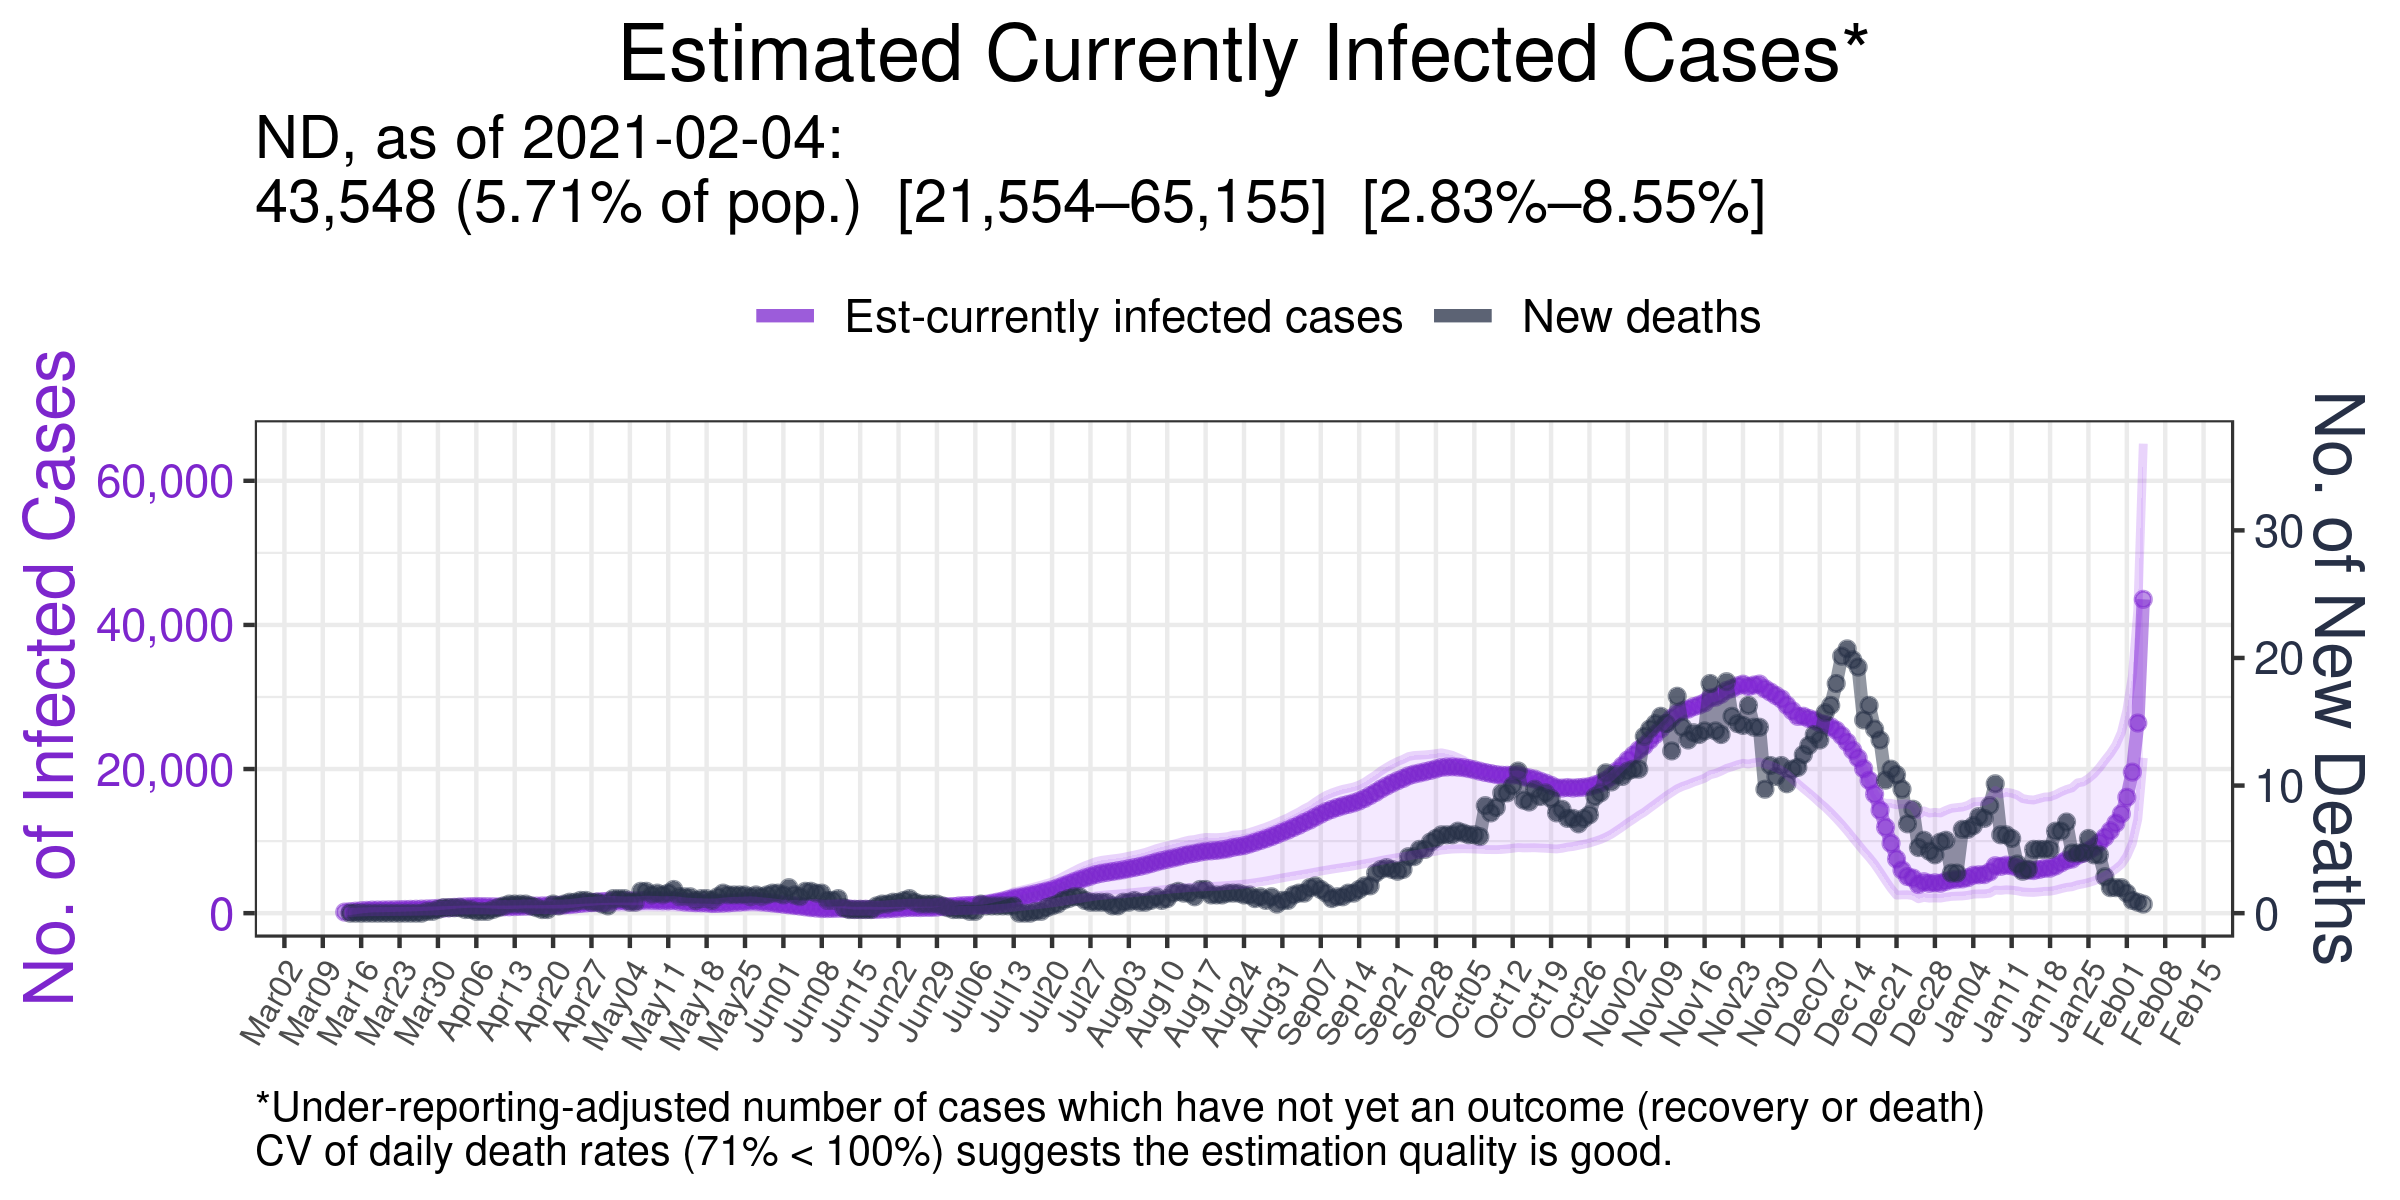 Estimated Currently Infected Cases*
ND, as of 2021-02-04:
43,548 (5.71% of pop.) [21,554–65,155] [2.83%–8.55%]
Est-currently infected cases
New deaths
No. of Infected Cases
60,000
40,000
20,000
0
30
20
10
0
No. of New Deaths
Mar02
Mar09
Mar16
Mar23
Mar30
Apr06
Apr13
Apr20
Apr27
May04
May11
May18
May25
Jun01
Jun08
Jun15
Jun22
Jun29
Jul06
Jul13
Jul20
Jul27
Aug03
Aug10
Aug17
Aug24
Aug31
Sep07
Sep14
Sep21
Sep28
Oct05
Oct12
Oct19
Oct26
Nov02
Nov09
Nov16
Nov23
Nov30
Dec07
Dec14
Dec21
Dec28
Jan04
Jan11
Jan18
Jan25
Feb01
Feb08
Feb15
*Under-reporting-adjusted number of cases which have not yet an outcome (recovery or death)
CV of daily death rates (71% < 100%) suggests the estimation quality is good.